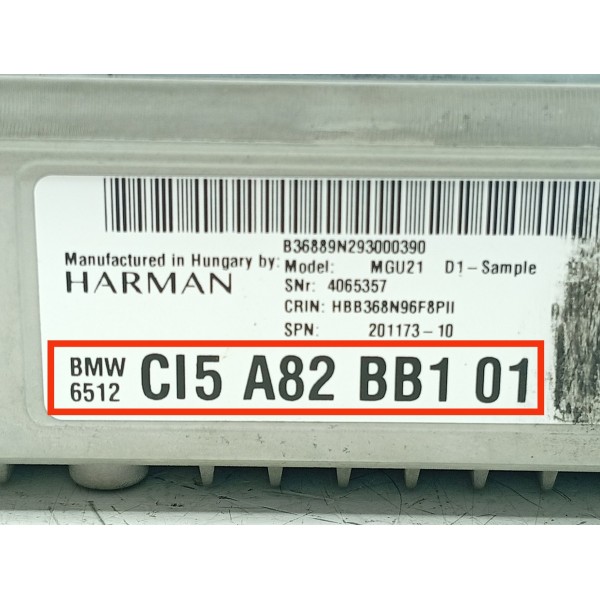 B36889N293000390
Manufactured in Hungary by:
HARMAN
Model: MGU21 D1-Sample
SNr: 4065357
CRIN: HBB368N96F8PII
SPN: 201173-10
BMW 6512 CI5 A82 BB1 01